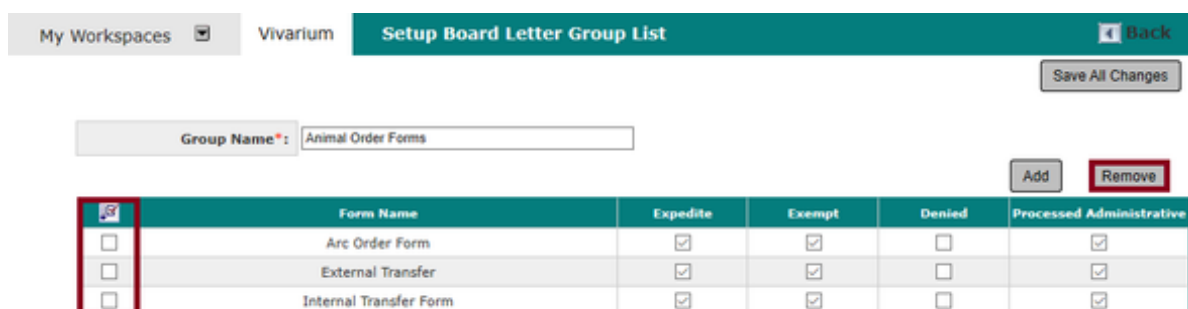 My Workspaces Vivarium Setup Board Letter Group List Back
Save All Changes
Group Name*: Animal Order Forms
Add Remove
Form Name Expedite Exempt Denied Processed Administrative
Arc Order Form
External Transfer
Internal Transfer Form